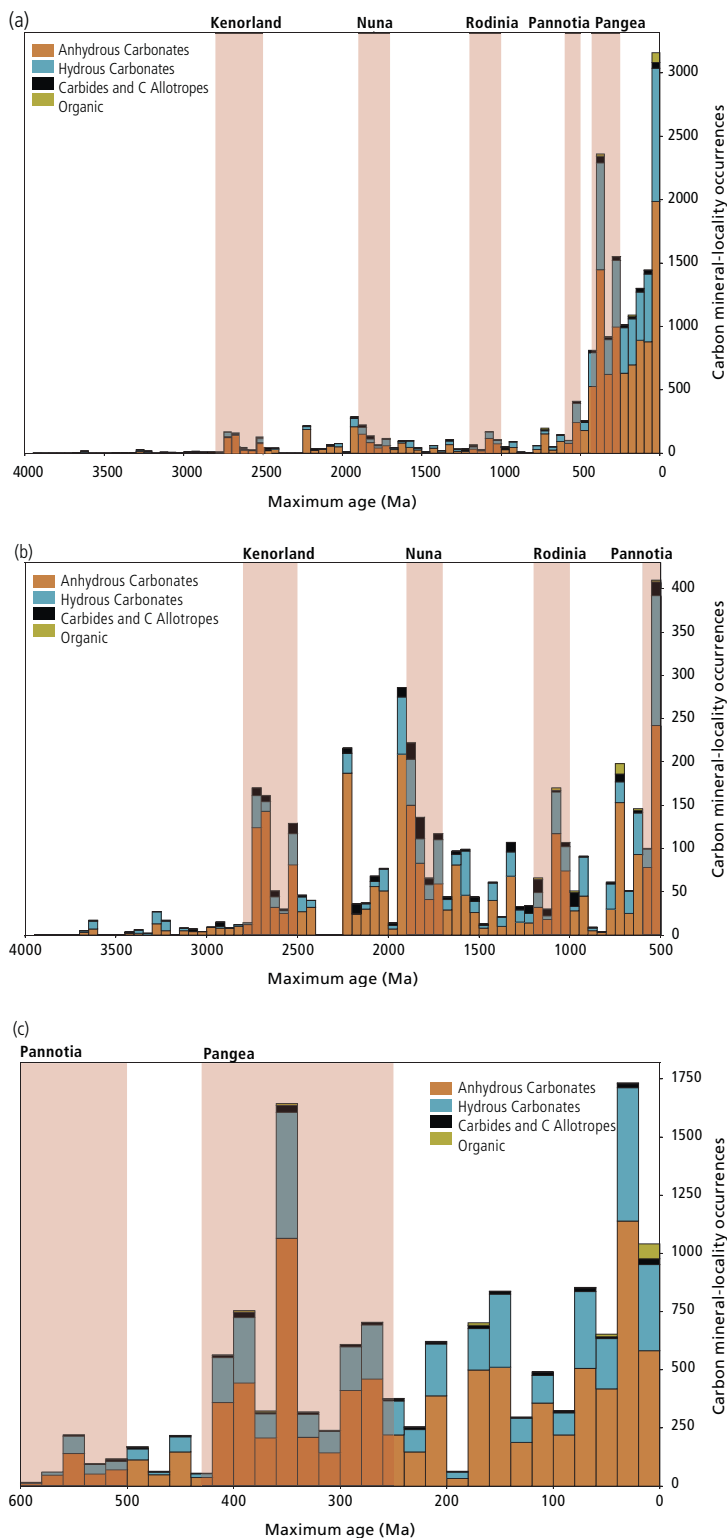 (a)
Kenorland Nuna Rodinia Pannotia Pangea
Anhydrous Carbonates
Hydrous Carbonates
Carbides and C Allotropes
Organic
3000
2500
2000
1500
1000
500
0
Carbon mineral-locality occurrences
4000 3500 3000 2500 2000 1500 1000 500 0
Maximum age (Ma)
(b)
Kenorland Nuna Rodinia Pannotia
Anhydrous Carbonates
Hydrous Carbonates
Carbides and C Allotropes
Organic
400
350
300
250
200
150
100
50
0
Carbon mineral-locality occurrences
4000 3500 3000 2500 2000 1500 1000 500
Maximum age (Ma)
(c)
Pannotia Pangea
Anhydrous Carbonates
Hydrous Carbonates
Carbides and C Allotropes
Organic
1750
1500
1250
1000
750
500
250
0
Carbon mineral-locality occurrences
600 500 400 300 200 100 0
Maximum age (Ma)